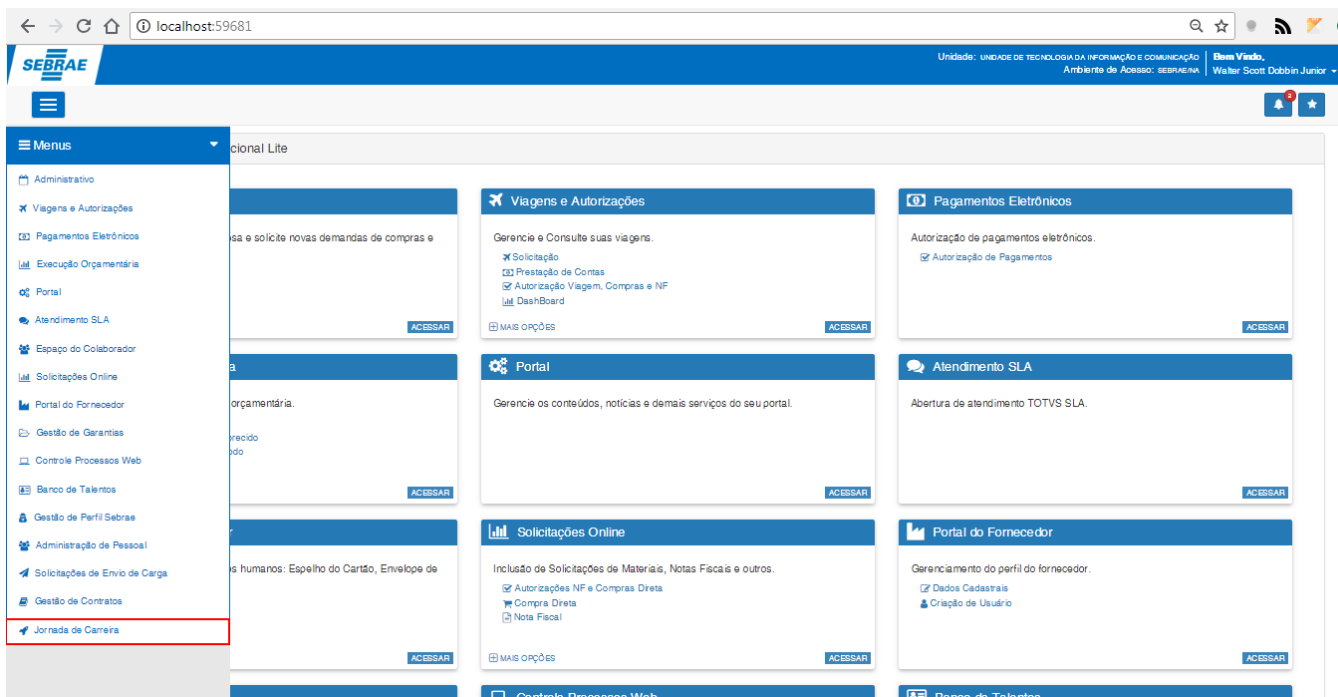 localhost:59681
SEBRAE
Unidade: UNIDADE DE TECNOLOGIA DA INFORMAÇÃO E COMUNICAÇÃO
Ambiente de Acesso: SEBRAE/NA
Bem Vindo,
Walter Scott Dobbin Junior
2
Menus
Administrativo
Viagens e Autorizações
Pagamentos Eletrônicos
Execução Orçamentária
Portal
Atendimento SLA
Espaço do Colaborador
Solicitações Online
Portal do Fornecedor
Gestão de Garantias
Controle Processos Web
Banco de Talentos
Gestão de Perfil Sebrae
Administração de Pessoal
Solicitações de Envio de Carga
Gestão de Contratos
Jornada de Carreira
cional Lite
sa e solicite novas demandas de compras e
ACESSAR
Viagens e Autorizações
Gerencie e Consulte suas viagens.
Solicitação
Prestação de Contas
Autorização Viagem, Compras e NF
DashBoard
MAIS OPÇÕES
ACESSAR
Pagamentos Eletrônicos
Autorização de pagamentos eletrônicos.
Autorização de Pagamentos
ACESSAR
a
orçamentária.
recido
odo
ACESSAR
Portal
Gerencie os conteúdos, notícias e demais serviços do seu portal.
ACESSAR
Atendimento SLA
Abertura de atendimento TOTVS SLA.
ACESSAR
r
s humanos: Espelho do Cartão, Envelope de
ACESSAR
Solicitações Online
Inclusão de Solicitações de Materiais, Notas Fiscais e outros.
Autorizações NF e Compras Direta
Compra Direta
Nota Fiscal
MAIS OPÇÕES
ACESSAR
Portal do Fornecedor
Gerenciamento do perfil do fornecedor.
Dados Cadastrais
Criação de Usuário
ACESSAR
Controle Processos Web
Banco de Talentos